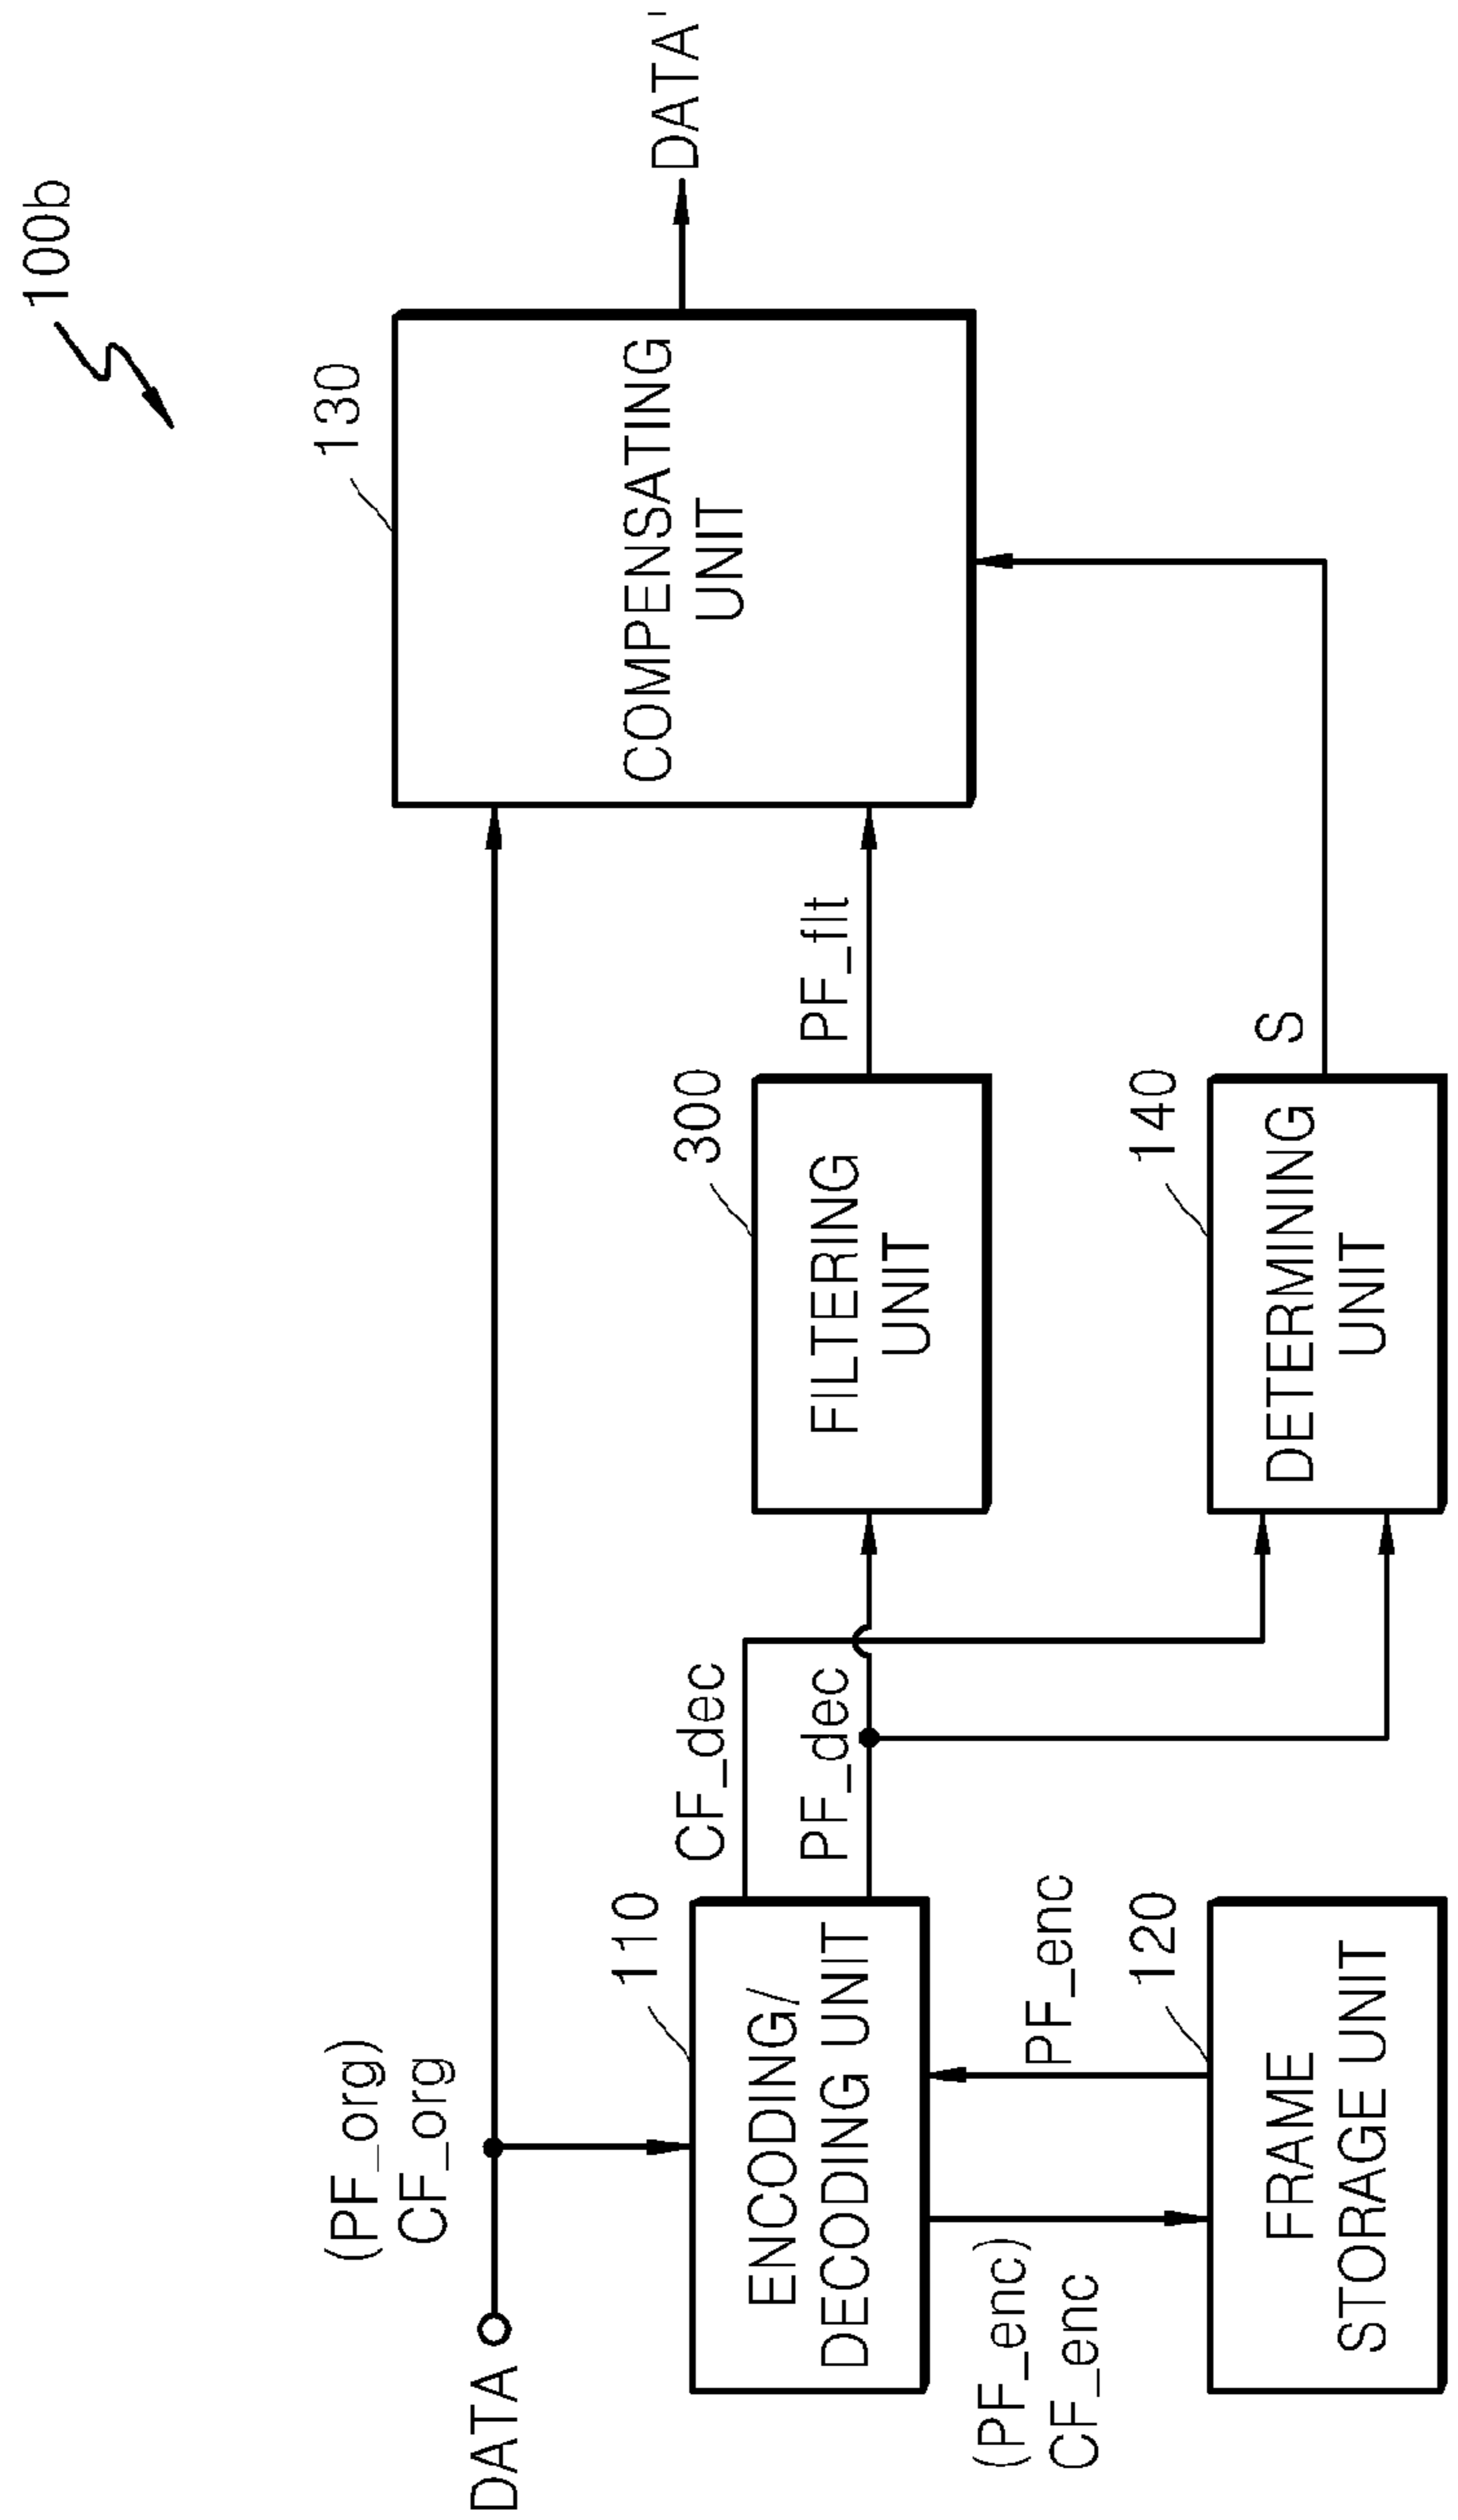 100b
(PF_org)
CF_org
DATA
130
COMPENSATING
UNIT
DATA'
110
ENCODING/
DECODING UNIT
CF_dec
PF_dec
300
FILTERING
UNIT
PF_flt
(PF_enc)
CF_enc
PF_enc
120
FRAME
STORAGE UNIT
140
DETERMINING
UNIT
S